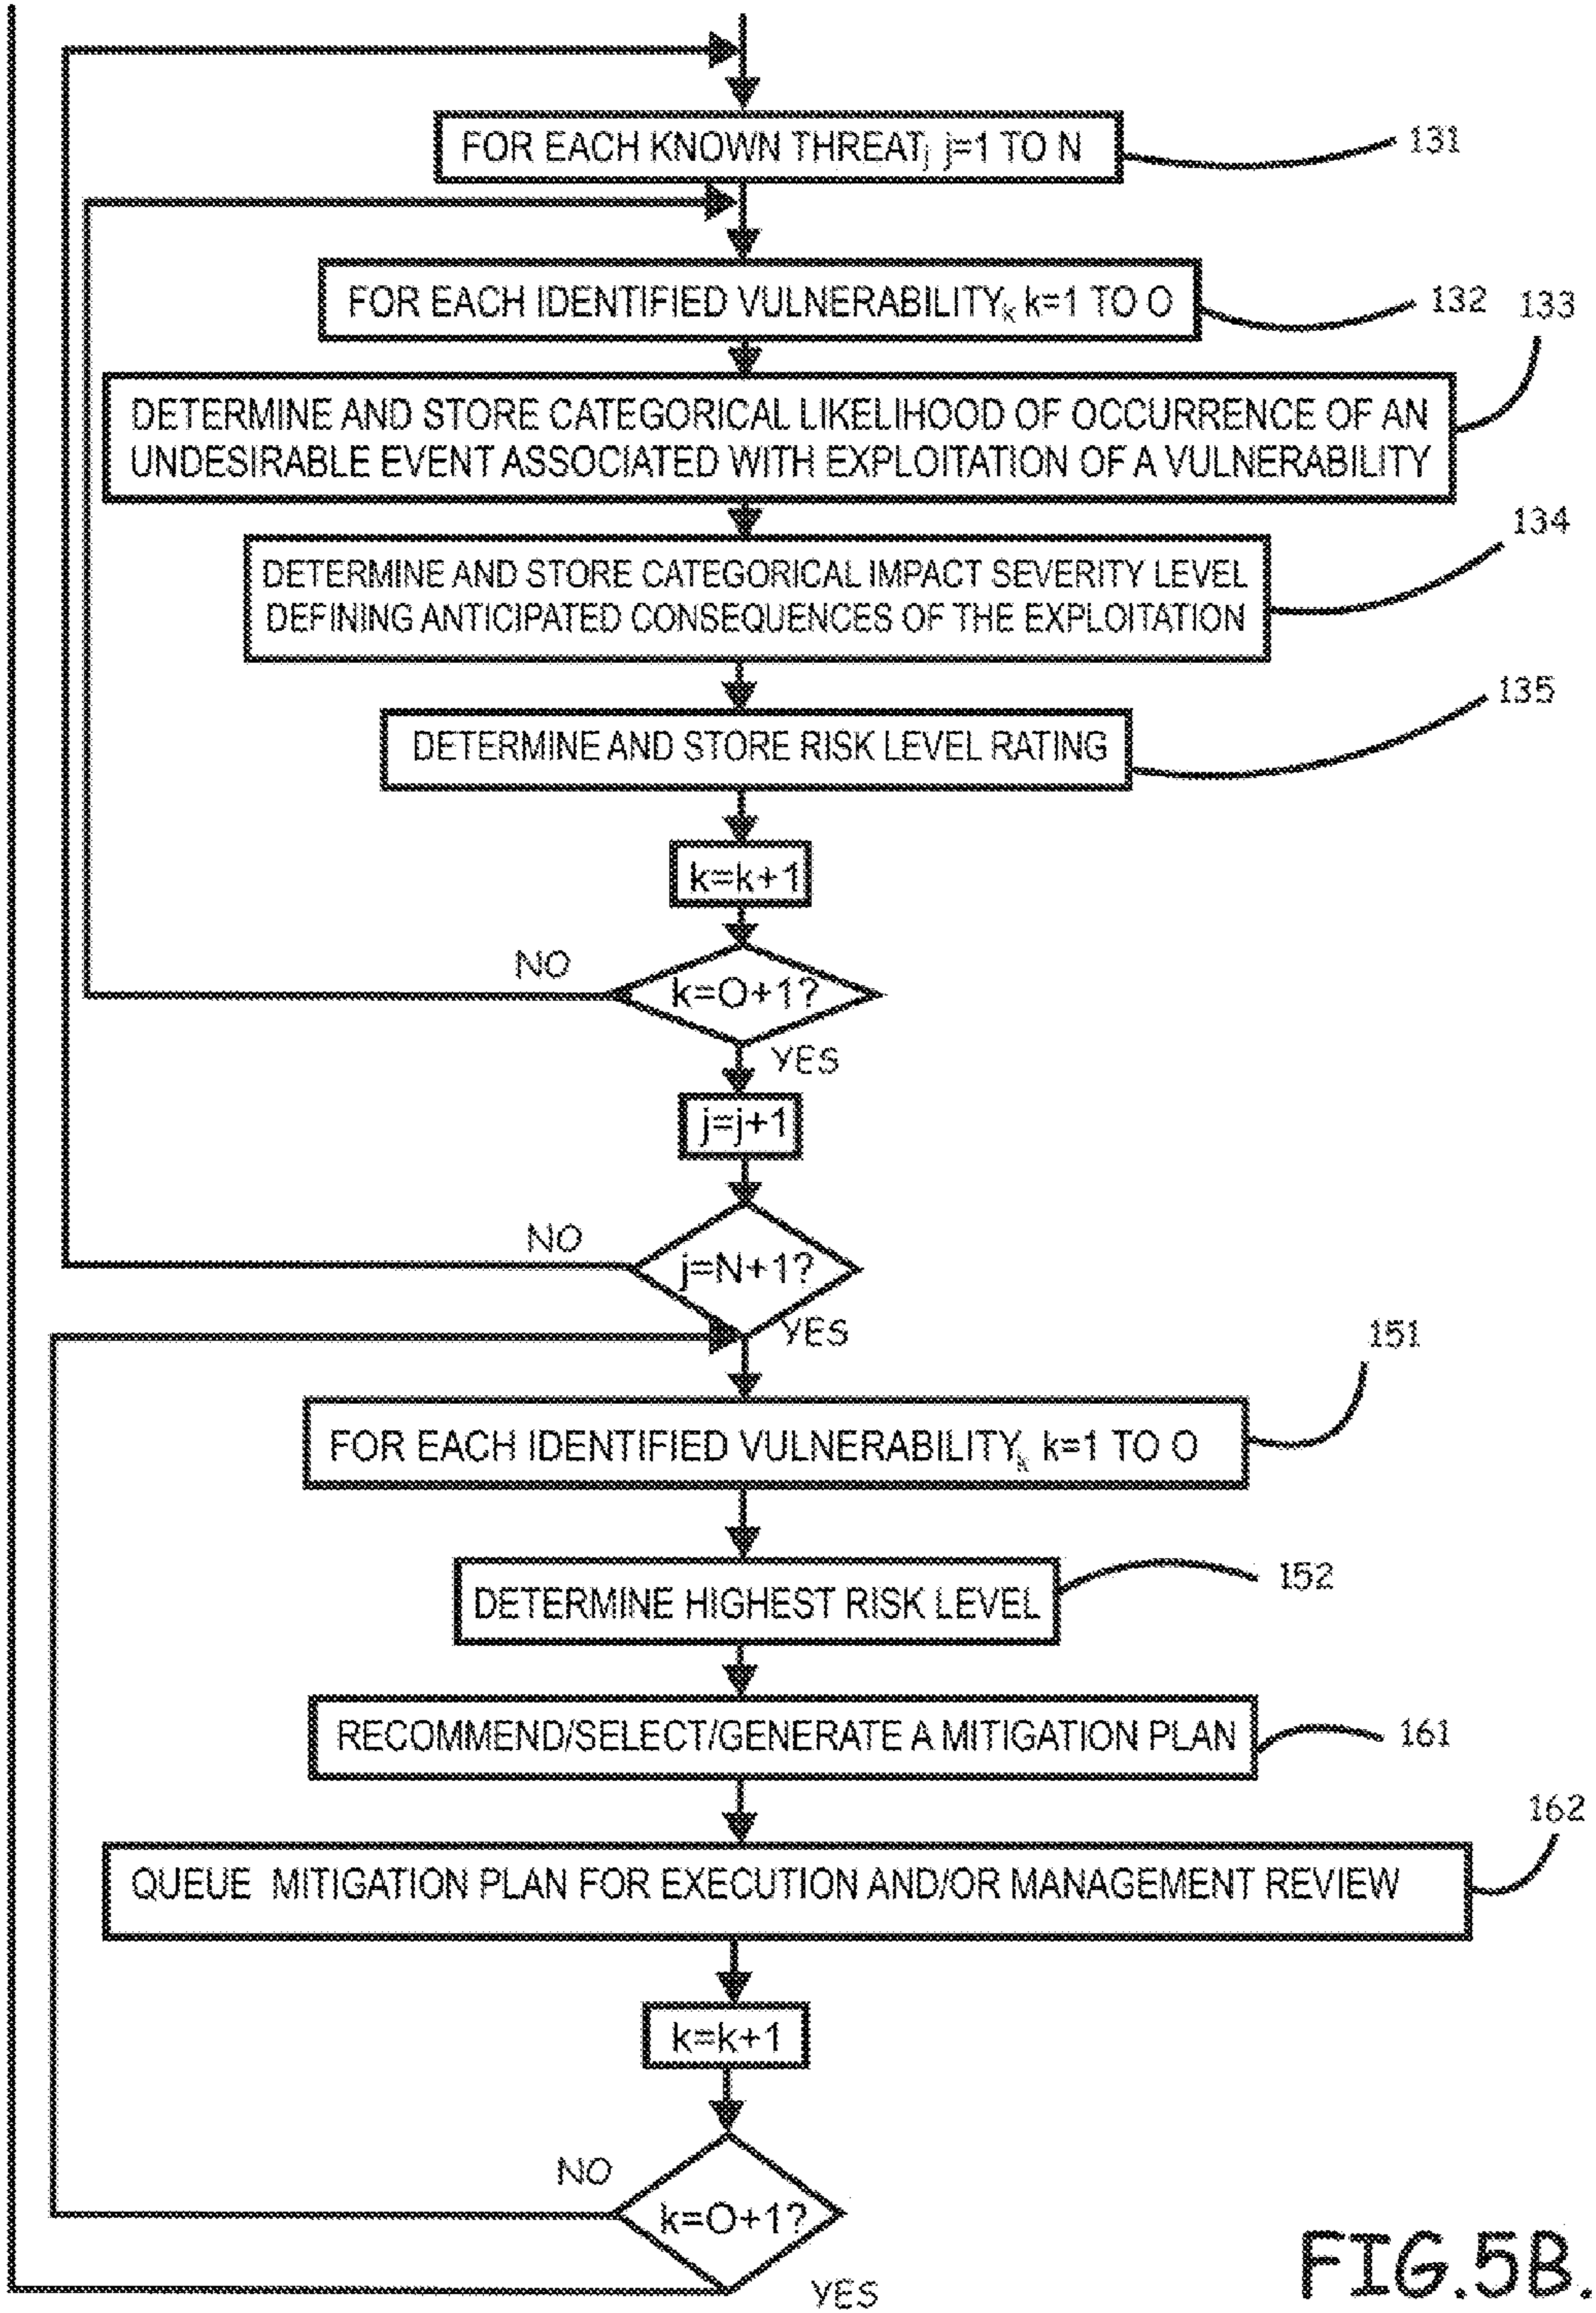 FOR EACH KNOWN THREATj j=1 TO N
131
FOR EACH IDENTIFIED VULNERABILITYk k=1 TO O
132
133
DETERMINE AND STORE CATEGORICAL LIKELIHOOD OF OCCURRENCE OF AN
UNDESIRABLE EVENT ASSOCIATED WITH EXPLOITATION OF A VULNERABILITY
134
DETERMINE AND STORE CATEGORICAL IMPACT SEVERITY LEVEL
DEFINING ANTICIPATED CONSEQUENCES OF THE EXPLOITATION
135
DETERMINE AND STORE RISK LEVEL RATING
k=k+1
NO
k=O+1?
YES
j=j+1
NO
j=N+1?
YES
151
FOR EACH IDENTIFIED VULNERABILITYk k=1 TO O
152
DETERMINE HIGHEST RISK LEVEL
RECOMMEND/SELECT/GENERATE A MITIGATION PLAN
161
162
QUEUE MITIGATION PLAN FOR EXECUTION AND/OR MANAGEMENT REVIEW
k=k+1
NO
k=O+1?
YES
FIG.5B.